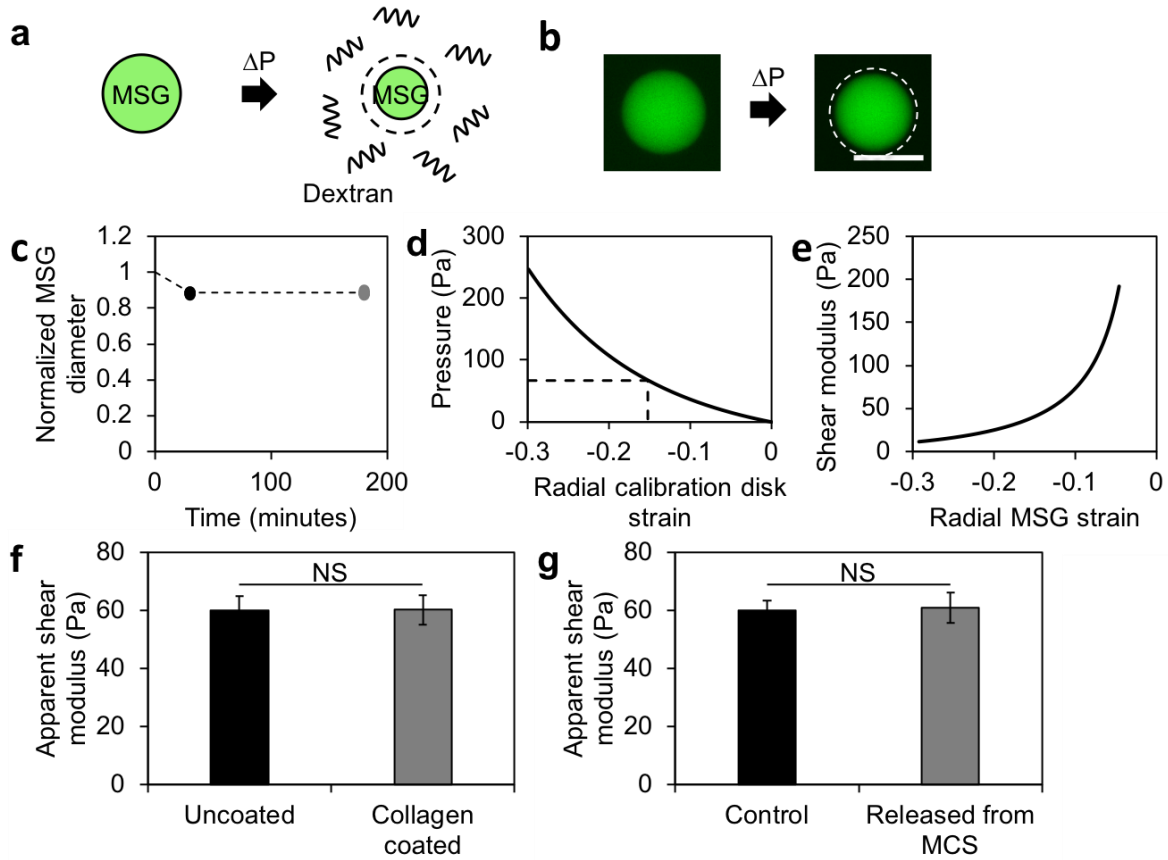 a
MSG
ΔP
MSG
Dextran
b
ΔP
c
Normalized MSG
diameter
1.2
1
0.8
0.6
0.4
0.2
0
0
100
200
Time (minutes)
d
Pressure (Pa)
300
200
100
0
-0.3
-0.2
-0.1
0
Radial calibration disk
strain
e
Shear modulus (Pa)
250
200
150
100
50
0
-0.3
-0.2
-0.1
0
Radial MSG strain
f
Apparent shear
modulus (Pa)
80
60
40
20
0
NS
Uncoated
Collagen
coated
g
Apparent shear
modulus (Pa)
80
60
40
20
0
NS
Control
Released from
MCS